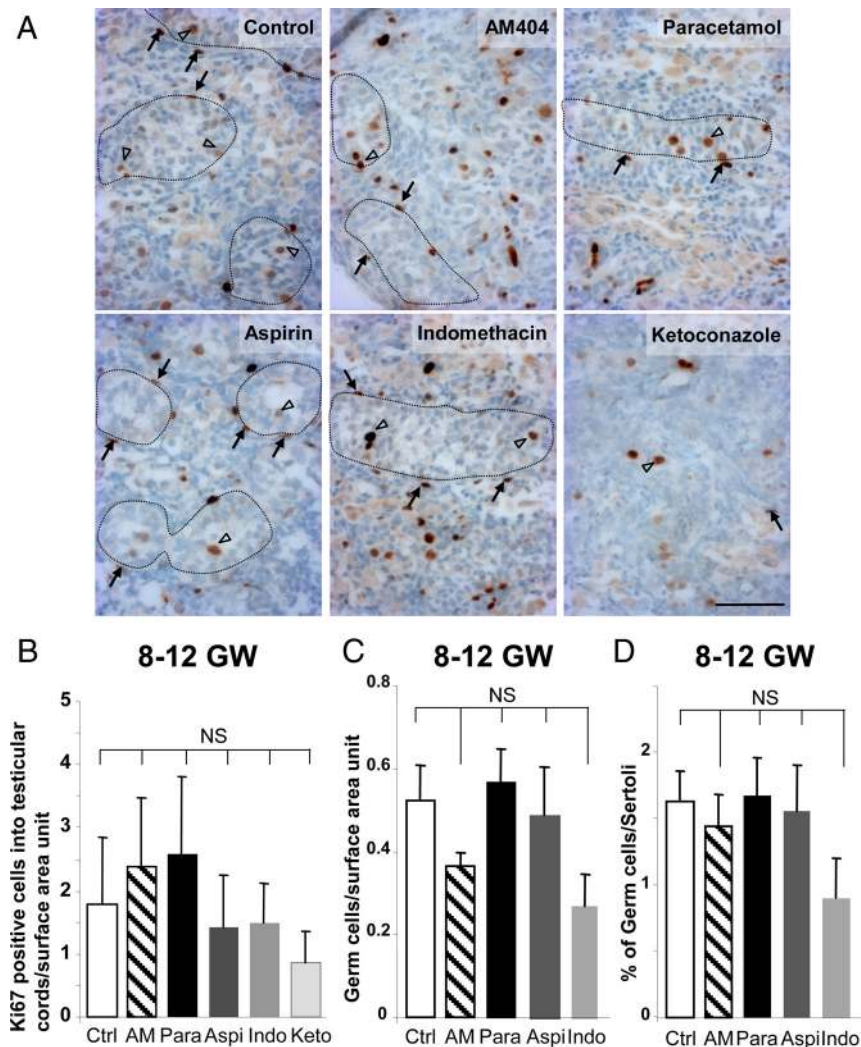 A
Control
AM404
Paracetamol
Aspirin
Indomethacin
Ketoconazole
B
8-12 GW
Ki67 positive cells into testicular
cords/surface area unit
5
4
3
2
1
0
NS
Ctrl AM Para Aspi Indo Keto
C
8-12 GW
Germ cells/surface area unit
0.8
0.6
0.4
0.2
0
NS
Ctrl AM Para Aspi Indo
D
8-12 GW
% of Germ cells/Sertoli
2
1
0
NS
Ctrl AM Para Aspi Indo